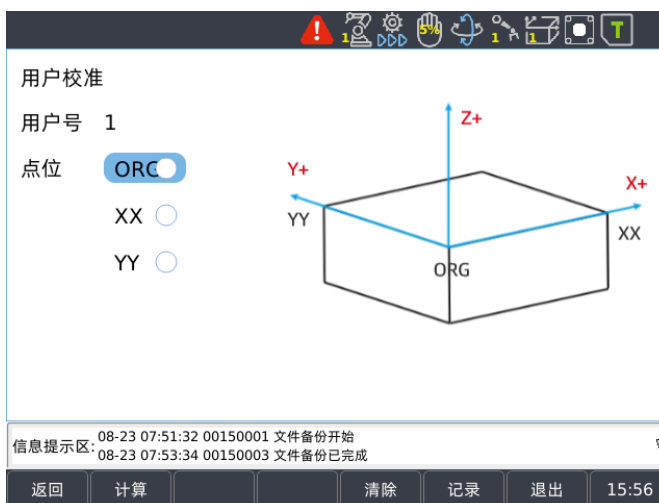 1 5% 1 1 T
用户校准
用户号 1
点位 ORG
XX
YY
Z+
Y+
X+
YY
XX
ORG
信息提示区:
08-23 07:51:32 00150001 文件备份开始
08-23 07:53:34 00150003 文件备份已完成
返回 计算 清除 记录 退出 15:56